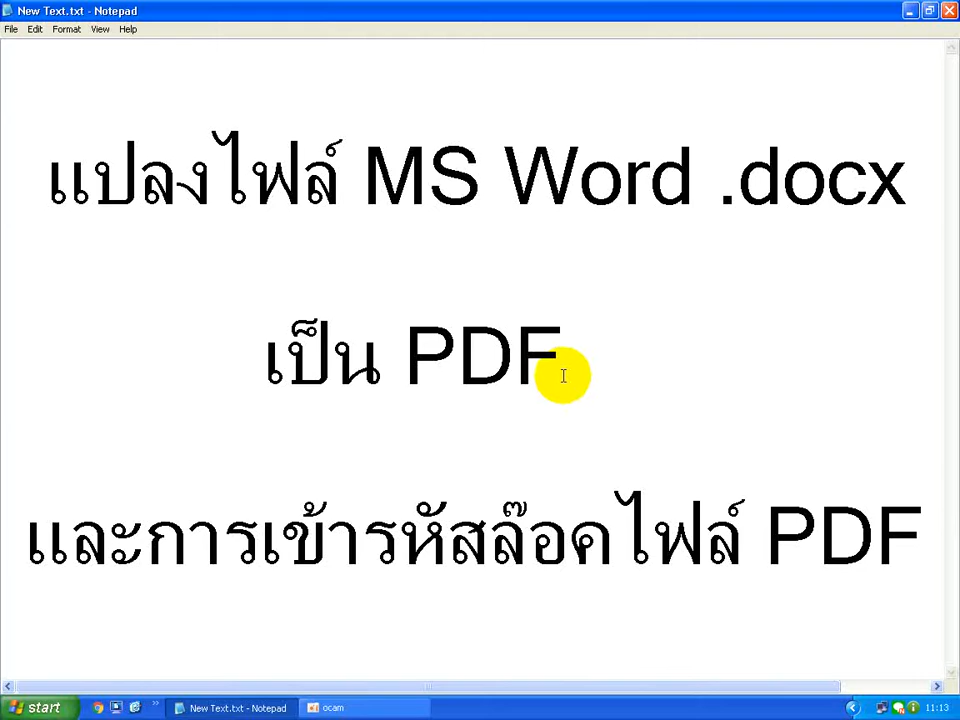 New Text.txt - Notepad
File Edit Format View Help
แปลงไฟล์ MS Word .docx
เป็น PDF
และการเข้ารหัสล๊อคไฟล์ PDF
start New Text.txt - Notepad ocam 11:13